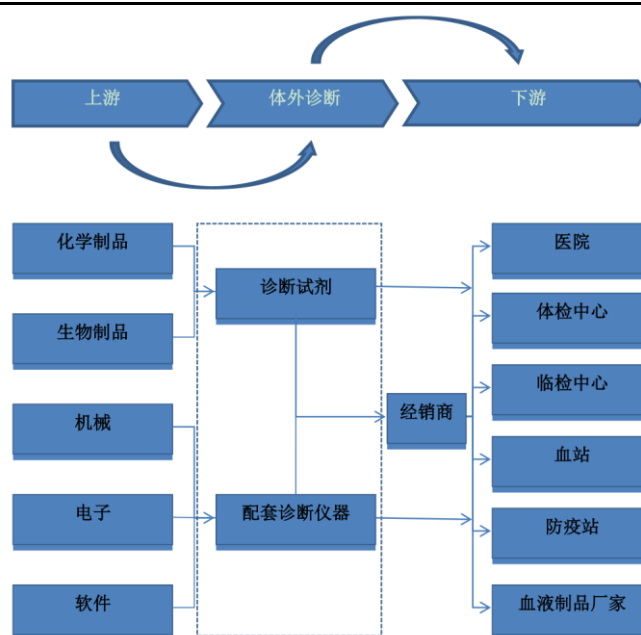 上游
体外诊断
下游
化学制品
生物制品
机械
电子
软件
诊断试剂
配套诊断仪器
经销商
医院
体检中心
临检中心
血站
防疫站
血液制品厂家